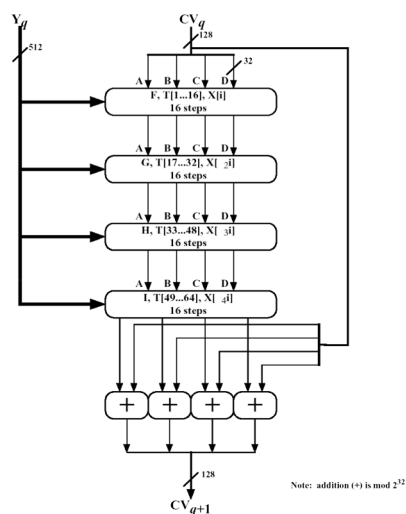 Yq
CVq
512
128
32
A B C D
F, T[1...16], X[i]
16 steps
A B C D
G, T[17...32], X[ 2i]
16 steps
A B C D
H, T[33...48], X[ 3i]
16 steps
A B C D
I, T[49...64], X[ 4i]
16 steps
+ + + +
128
Note: addition (+) is mod 2^32
CVq+1